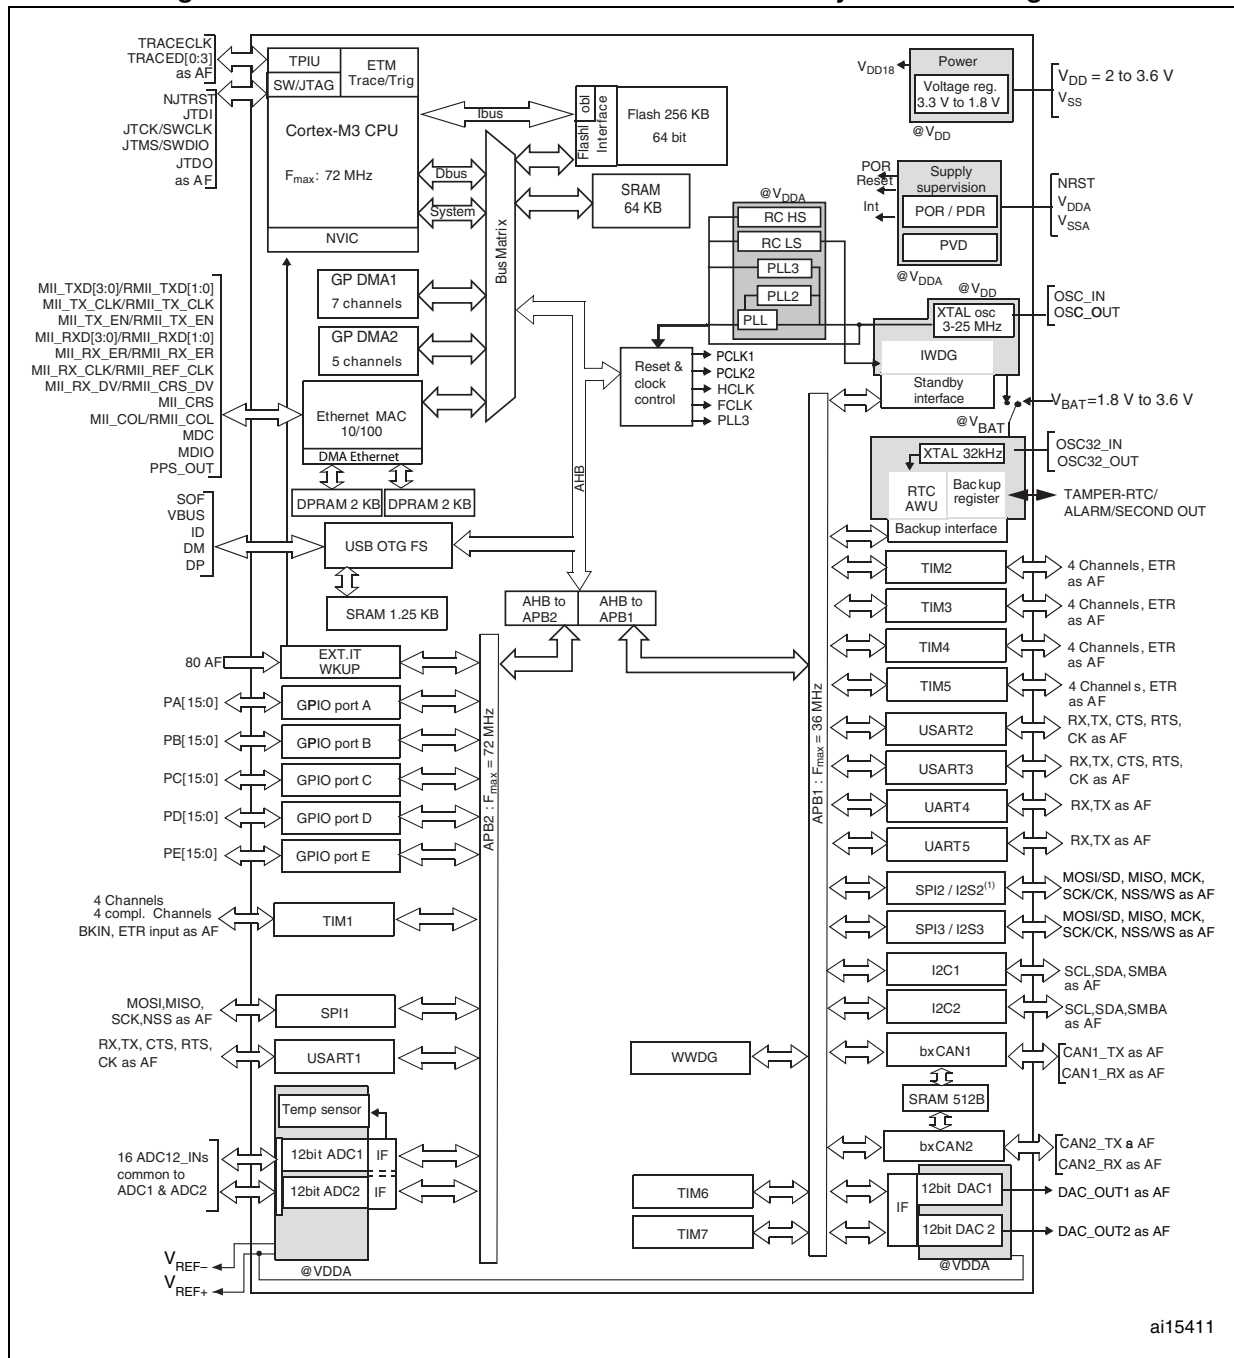 TRACECLK
TRACED[0:3]
as AF
TPIU
ETM
Trace/Trig
SW/JTAG
NJTRST
JTDI
JTCK/SWCLK
JTMS/SWDIO
JTDO
as AF
Cortex-M3 CPU
Fmax: 72 MHz
NVIC
Ibus
Dbus
System
Bus Matrix
Flashl obl
Interface
Flash 256 KB
64 bit
SRAM
64 KB
Power
VDD18
Voltage reg.
3.3 V to 1.8 V
@VDD
VDD = 2 to 3.6 V
VSS
POR
Reset
Int
Supply
supervision
POR / PDR
PVD
@VDDA
NRST
VDDA
VSSA
@VDDA
RC HS
RC LS
PLL3
PLL2
PLL
@VDD
XTAL osc
3-25 MHz
IWDG
Standby
interface
OSC_IN
OSC_OUT
VBAT=1.8 V to 3.6 V
@VBAT
GP DMA1
7 channels
GP DMA2
5 channels
MII_TXD[3:0]/RMII_TXD[1:0]
MII_TX_CLK/RMII_TX_CLK
MII_TX_EN/RMII_TX_EN
MII_RXD[3:0]/RMII_RXD[1:0]
MII_RX_ER/RMII_RX_ER
MII_RX_CLK/RMII_REF_CLK
MII_RX_DV/RMII_CRS_DV
MII_CRS
MII_COL/RMII_COL
MDC
MDIO
PPS_OUT
Ethernet MAC
10/100
DMA Ethernet
DPRAM 2 KB
DPRAM 2 KB
Reset &
clock
control
PCLK1
PCLK2
HCLK
FCLK
PLL3
AHB
XTAL 32kHz
RTC
AWU
Backup
register
Backup interface
OSC32_IN
OSC32_OUT
TAMPER-RTC/
ALARM/SECOND OUT
SOF
VBUS
ID
DM
DP
USB OTG FS
SRAM 1.25 KB
AHB to
APB2
AHB to
APB1
80 AF
EXT.IT
WKUP
PA[15:0]
GPIO port A
PB[15:0]
GPIO port B
PC[15:0]
GPIO port C
PD[15:0]
GPIO port D
PE[15:0]
GPIO port E
4 Channels
4 compl. Channels
BKIN, ETR input as AF
TIM1
MOSI,MISO,
SCK,NSS as AF
SPI1
RX,TX, CTS, RTS,
CK as AF
USART1
Temp sensor
16 ADC12_INs
common to
ADC1 & ADC2
12bit ADC1
IF
12bit ADC2
IF
VREF–
VREF+
@VDDA
APB2 : Fmax = 72 MHz
APB1 : Fmax = 36 MHz
TIM2
4 Channels, ETR
as AF
TIM3
4 Channels, ETR
as AF
TIM4
4 Channels, ETR
as AF
TIM5
4 Channels, ETR
as AF
USART2
RX,TX, CTS, RTS,
CK as AF
USART3
RX,TX, CTS, RTS,
CK as AF
UART4
RX,TX as AF
UART5
RX,TX as AF
SPI2 / I2S2(1)
MOSI/SD, MISO, MCK,
SCK/CK, NSS/WS as AF
SPI3 / I2S3
MOSI/SD, MISO, MCK,
SCK/CK, NSS/WS as AF
I2C1
SCL,SDA,SMBA
as AF
I2C2
SCL,SDA,SMBA
as AF
WWDG
bxCAN1
CAN1_TX as AF
CAN1_RX as AF
SRAM 512B
bxCAN2
CAN2_TX a AF
CAN2_RX as AF
TIM6
TIM7
IF
12bit DAC1
DAC_OUT1 as AF
12bit DAC 2
DAC_OUT2 as AF
@VDDA
ai15411